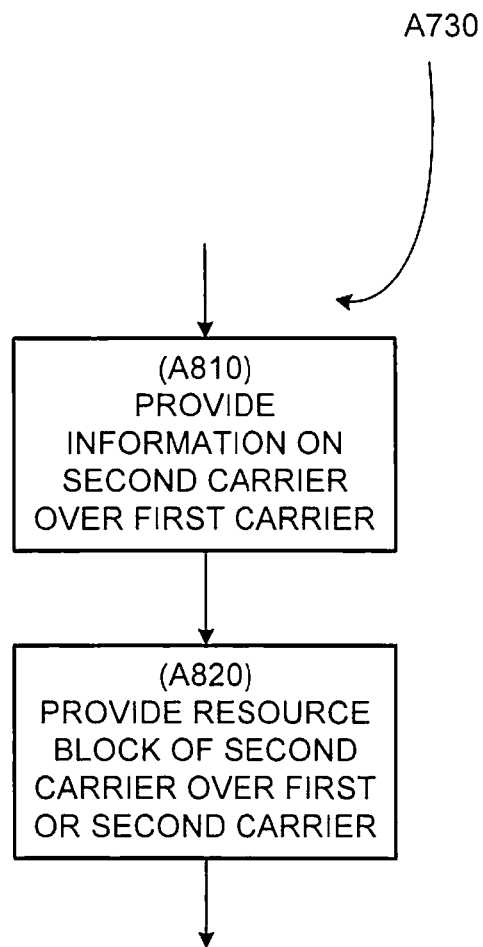 A730
(A810)
PROVIDE
INFORMATION ON
SECOND CARRIER
OVER FIRST CARRIER
(A820)
PROVIDE RESOURCE
BLOCK OF SECOND
CARRIER OVER FIRST
OR SECOND CARRIER